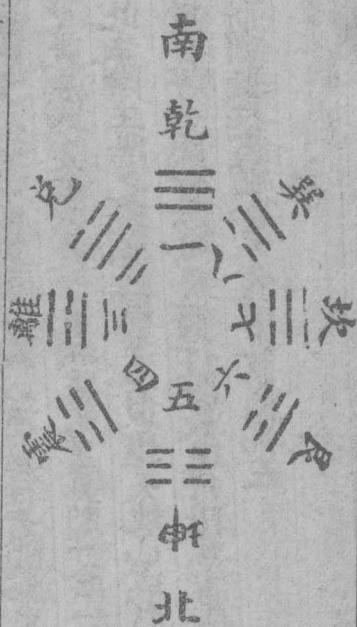 南
乾
☰
一
兌
☱
二
離
☲
三
震
☳
四
巽
☴
八
坎
☵
七
艮
☶
六
五
☷
坤
北